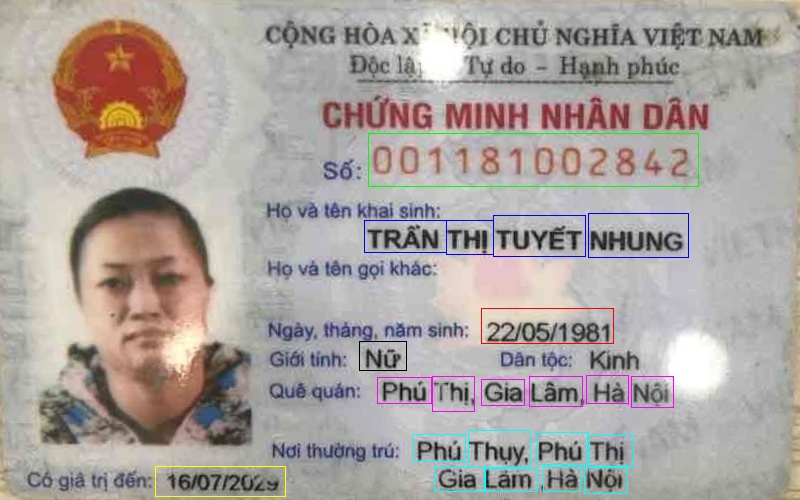 CỘNG HÒA XÃ HỘI CHỦ NGHĨA VIỆT NAM
Độc lập Tự do – Hạnh phúc
CHỨNG MINH NHÂN DÂN
Số: 001181002842
Họ và tên khai sinh:
TRẦN THỊ TUYẾT NHUNG
Họ và tên gọi khác:
Ngày, tháng, năm sinh: 22/05/1981
Giới tính: Nữ Dân tộc: Kinh
Quê quán: Phú Thị, Gia Lâm, Hà Nội
Nơi thường trú: Phú Thụy, Phú Thị
Gia Lâm, Hà Nội
Có giá trị đến: 16/07/2029